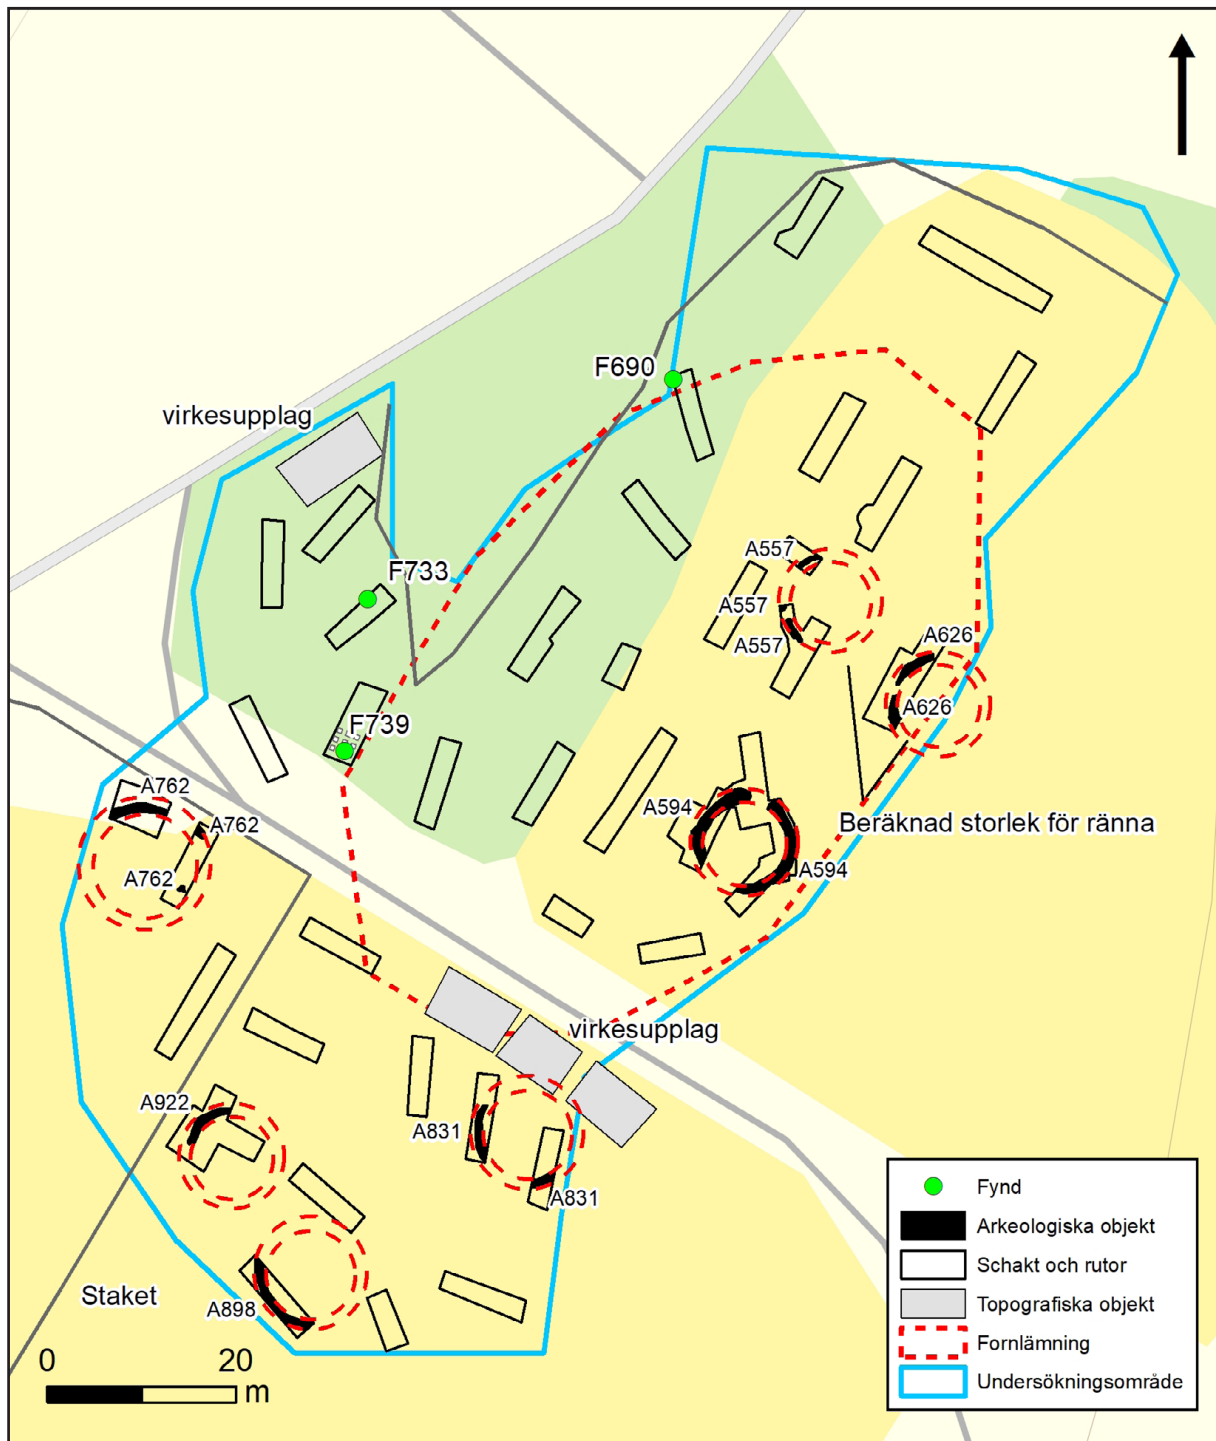 F690
virkesupplag
A557
F733
A557
A626
A557
A626
F739
A762
A594
A762
Beräknad storlek för ränna
A762
A594
virkesupplag
A922
A831
A831
Staket
A898
0 20
m
Fynd
Arkeologiska objekt
Schakt och rutor
Topografiska objekt
Fornlämning
Undersökningsområde